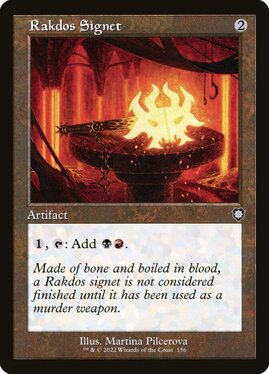 Rakdos Signet 2
Artifact
1, T: Add BR.
Made of bone and boiled in blood,
a Rakdos signet is not considered
finished until it has been used as a
murder weapon.
Illus. Martina Pilcerova
™ & © 2022 Wizards of the Coast 156